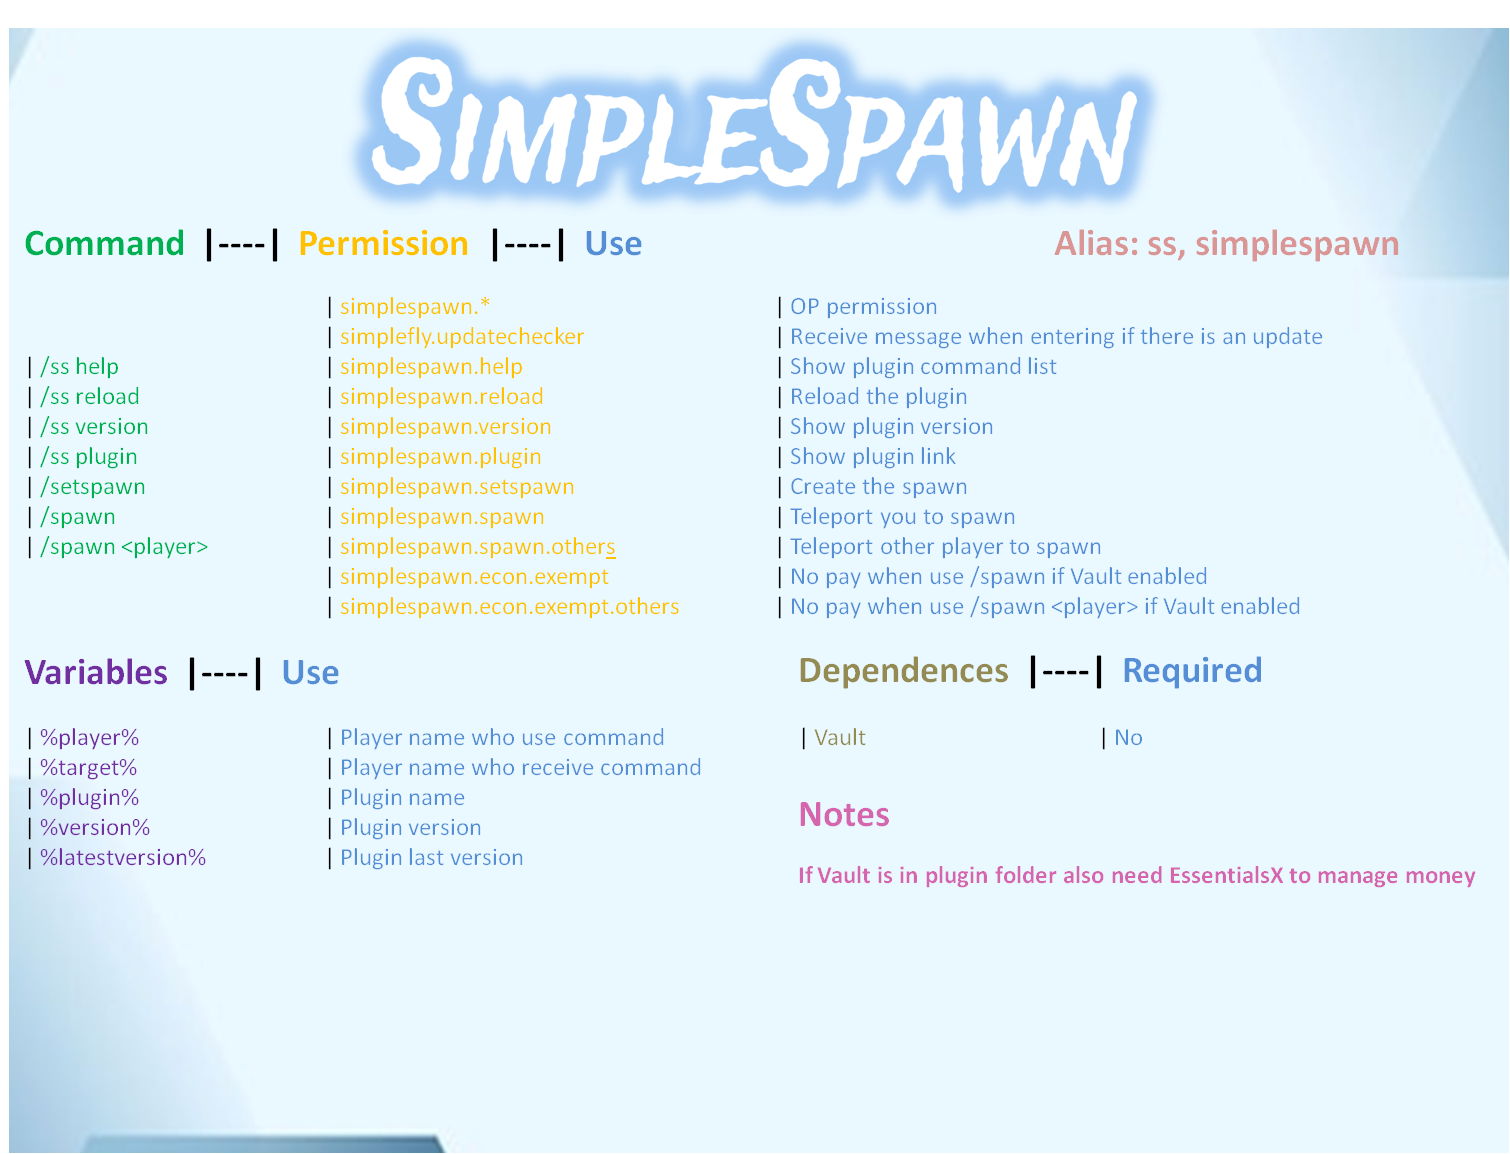 SimpleSpawn
Command |----| Permission |----| Use
Alias: ss, simplespawn
| simplespawn.* | OP permission
| simplefly.updatechecker | Receive message when entering if there is an update
| /ss help | simplespawn.help | Show plugin command list
| /ss reload | simplespawn.reload | Reload the plugin
| /ss version | simplespawn.version | Show plugin version
| /ss plugin | simplespawn.plugin | Show plugin link
| /setspawn | simplespawn.setspawn | Create the spawn
| /spawn | simplespawn.spawn | Teleport you to spawn
| /spawn <player> | simplespawn.spawn.others | Teleport other player to spawn
| simplespawn.econ.exempt | No pay when use /spawn if Vault enabled
| simplespawn.econ.exempt.others | No pay when use /spawn <player> if Vault enabled
Variables |----| Use
| %player% | Player name who use command
| %target% | Player name who receive command
| %plugin% | Plugin name
| %version% | Plugin version
| %latestversion% | Plugin last version
Dependences |----| Required
| Vault | No
Notes
If Vault is in plugin folder also need EssentialsX to manage money